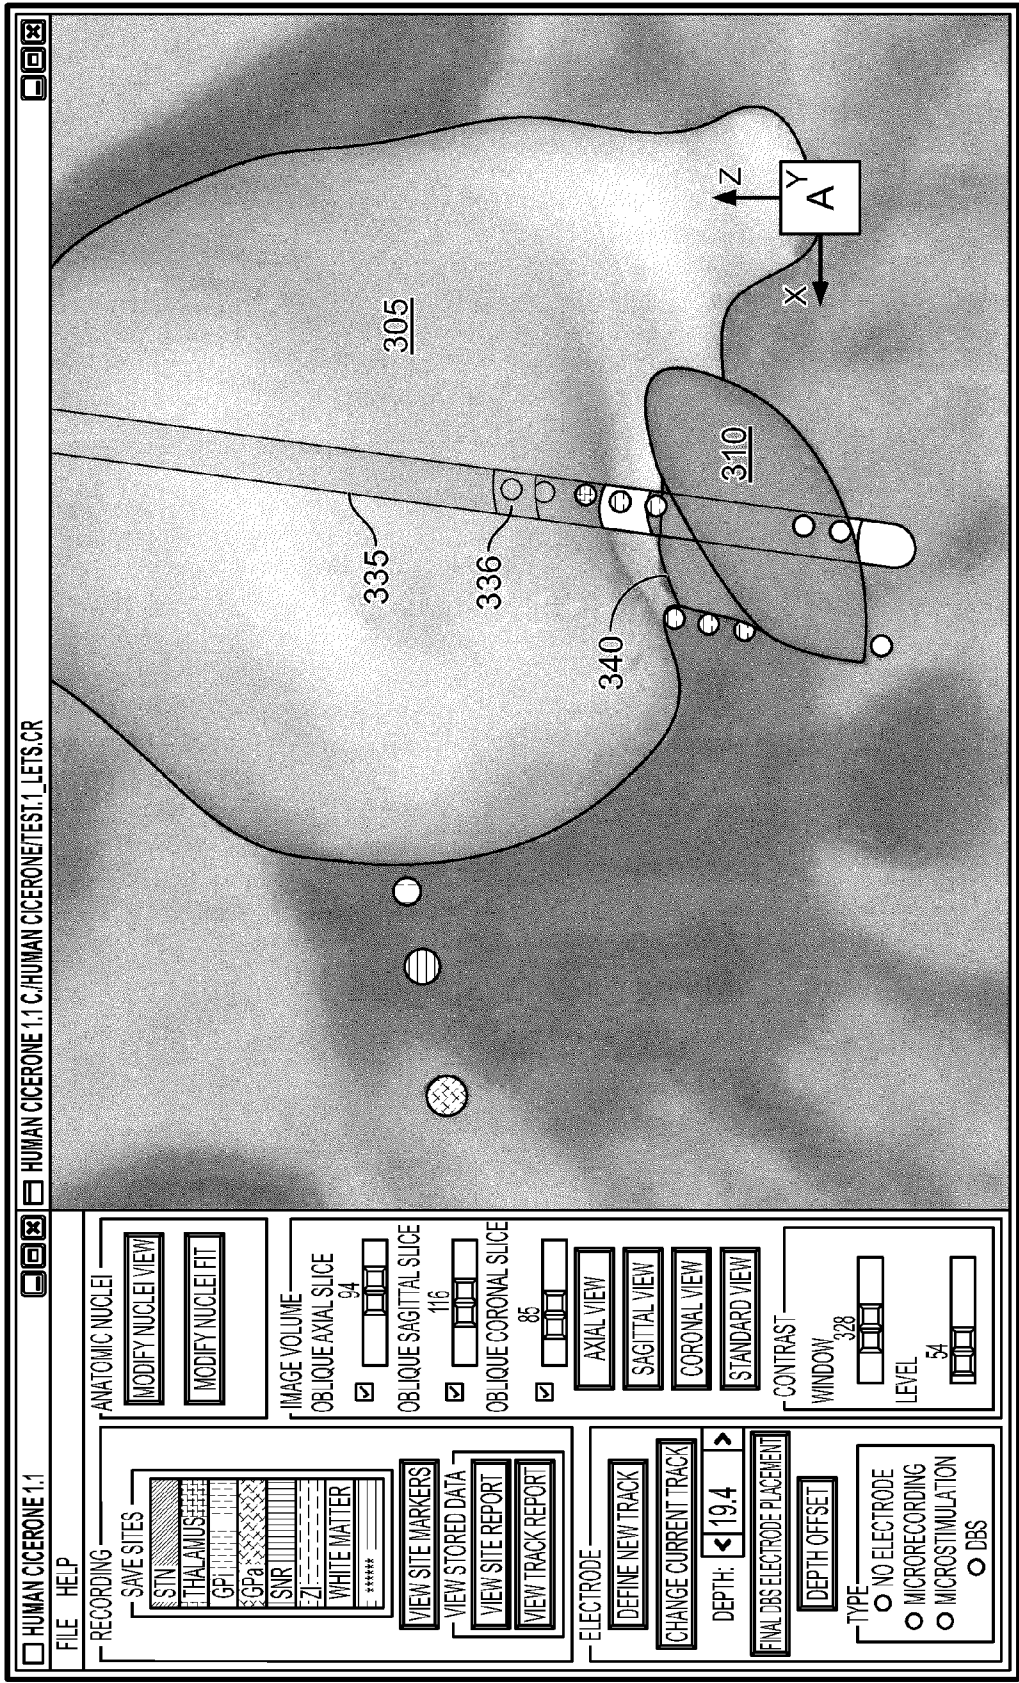 HUMAN CICERONE 1.1
FILE HELP
RECORDING
SAVE SITES
STN
THALAMUS
GPi
GPa
SNR
ZI
WHITE MATTER
******
VIEW SITE MARKERS
VIEW STORED DATA
VIEW SITE REPORT
VIEW TRACK REPORT
ELECTRODE
DEFINE NEW TRACK
CHANGE CURRENT TRACK
DEPTH: < 19.4 >
FINAL DBS ELECTRODE PLACEMENT
DEPTH OFFSET
TYPE
NO ELECTRODE
MICRORECORDING
MICROSTIMULATION
DBS
ANATOMIC NUCLEI
MODIFY NUCLEI VIEW
MODIFY NUCLEI FIT
IMAGE VOLUME
OBLIQUE AXIAL SLICE
94
OBLIQUE SAGITTAL SLICE
116
OBLIQUE CORONAL SLICE
85
AXIAL VIEW
SAGITTAL VIEW
CORONAL VIEW
STANDARD VIEW
CONTRAST
WINDOW
328
LEVEL
54
HUMAN CICERONE 1.1 C:/HUMAN CICERONE/TEST.1_LETS.CR
305
335
336
310
340
Z
Y
A
X